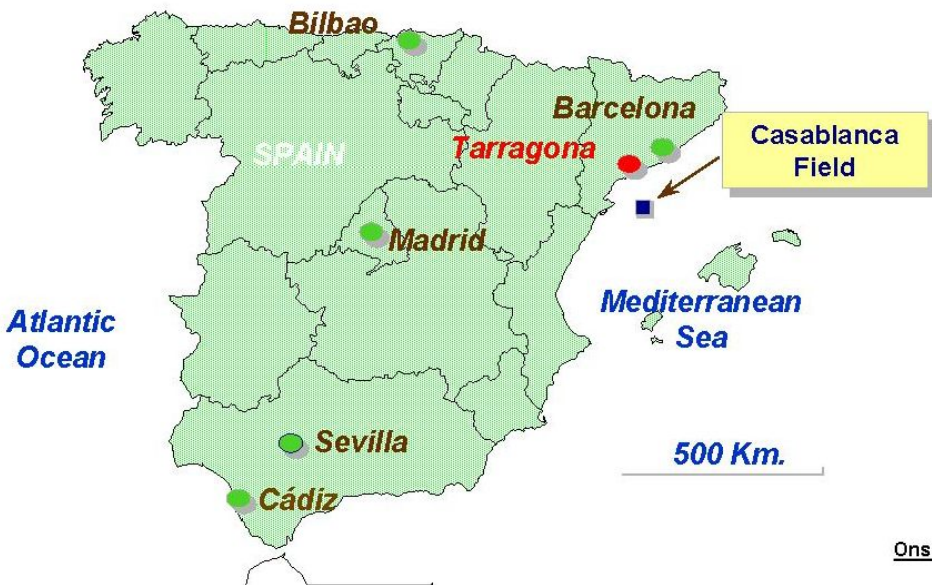 Bilbao
Barcelona
Casablanca
Field
SPAIN
Tarragona
Madrid
Mediterranean
Sea
Atlantic
Ocean
Sevilla
500 Km.
Cádiz
Ons